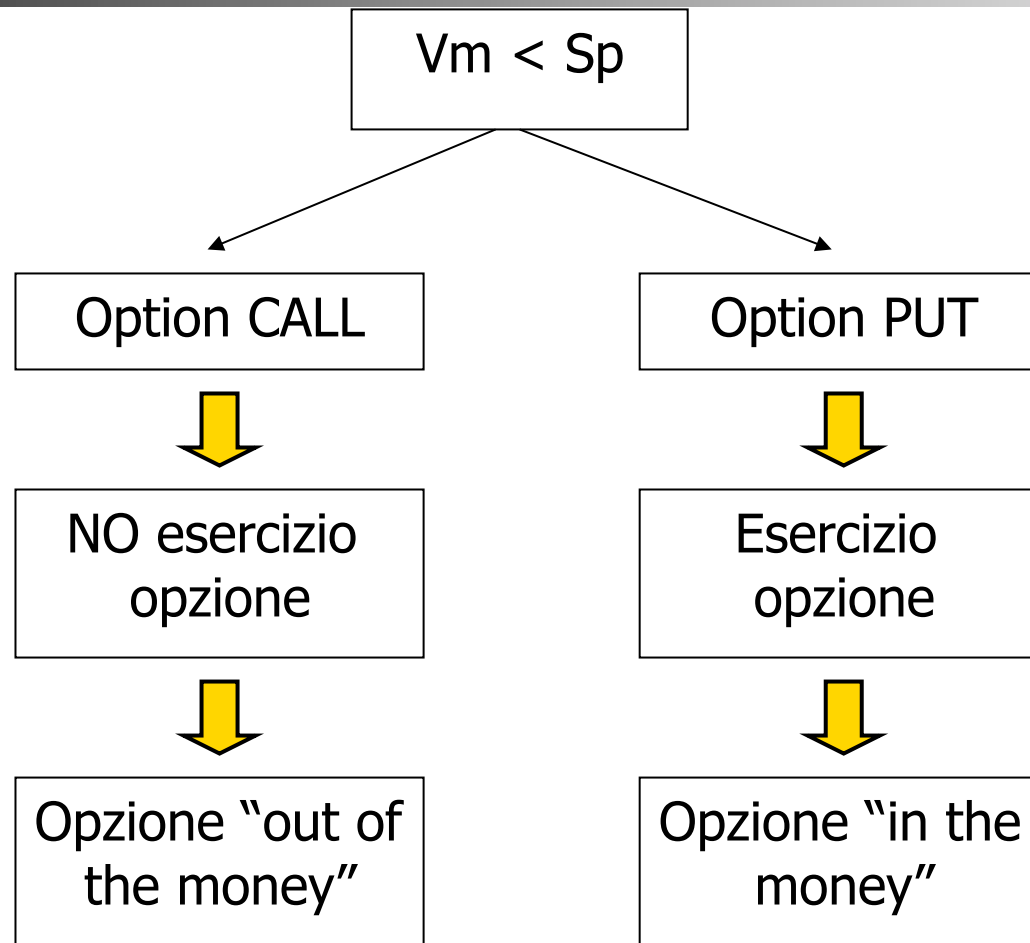 Vm < Sp
Option CALL
Option PUT
NO esercizio
opzione
Esercizio
opzione
Opzione “out of
the money”
Opzione “in the
money”